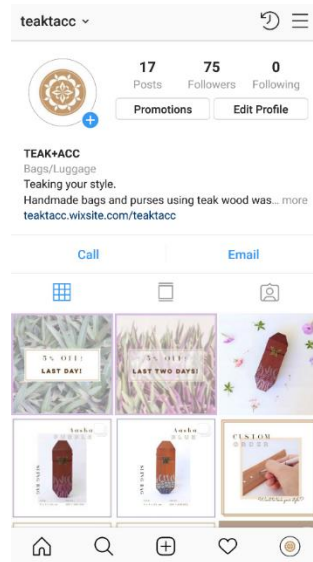 teaktacc
17 75 0
Posts Followers Following
Promotions Edit Profile
TEAK+ACC
Bags/Luggage
Teaking your style.
Handmade bags and purses using teak wood was... more
teaktacc.wixsite.com/teaktacc
Call Email
5% OFF!
LAST DAY!
5% OFF!
LAST TWO DAYS!
CUSTOM
ORDER